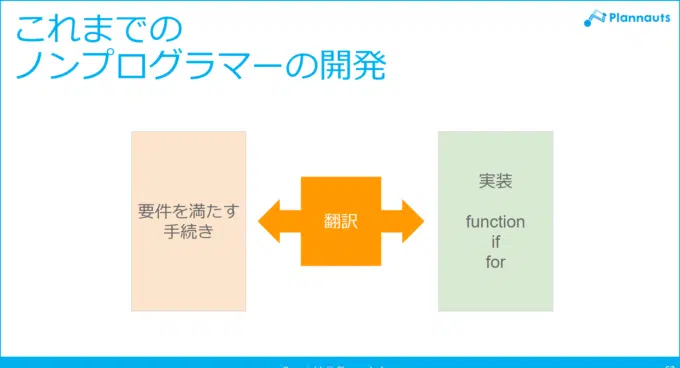 これまでの
ノンプログラマーの開発
Plannauts
要件を満たす
手続き
翻訳
実装
function
if
for